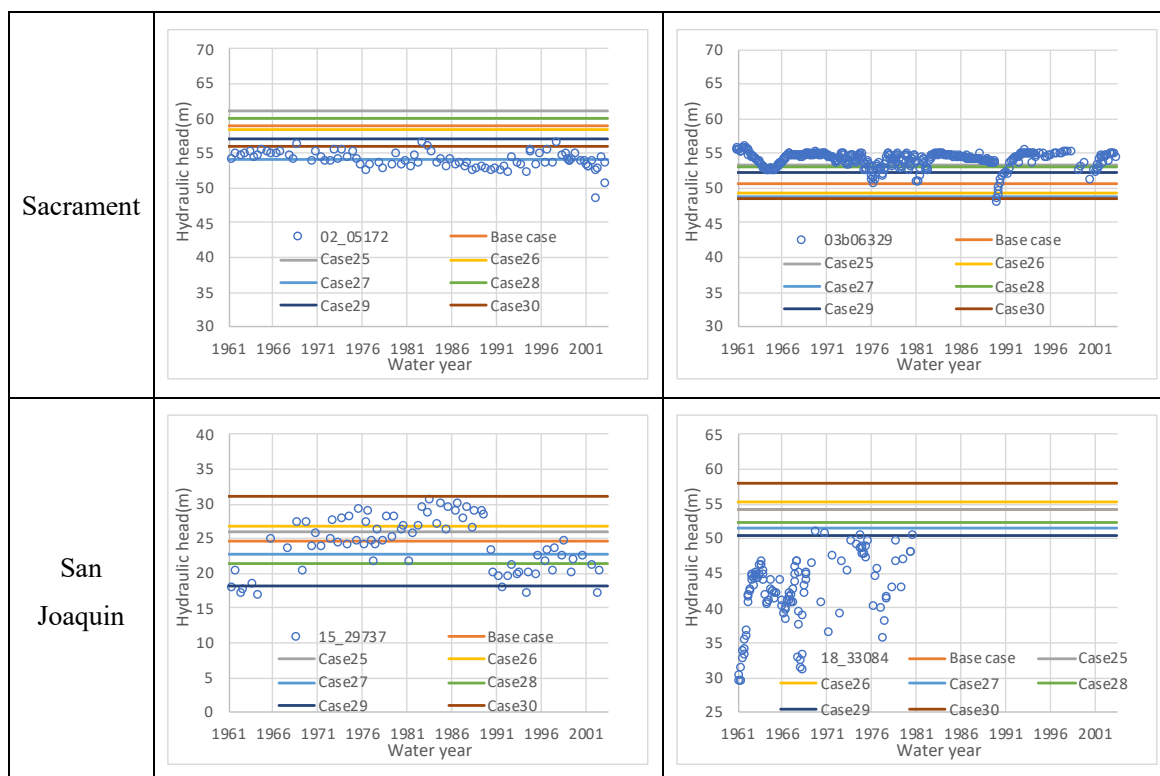 Sacrament
70
65
60
55
50
45
40
35
30
Hydraulic head(m)
02_05172 Base case
Case25 Case26
Case27 Case28
Case29 Case30
1961 1966 1971 1976 1981 1986 1991 1996 2001
Water year
70
65
60
55
50
45
40
35
30
Hydraulic head(m)
03b06329 Base case
Case25 Case26
Case27 Case28
Case29 Case30
1961 1966 1971 1976 1981 1986 1991 1996 2001
Water year
San
Joaquin
40
35
30
25
20
15
10
5
0
Hydraulic head(m)
15_29737 Base case
Case25 Case26
Case27 Case28
Case29 Case30
1961 1966 1971 1976 1981 1986 1991 1996 2001
Water year
65
60
55
50
45
40
35
30
25
Hydraulic head(m)
18_33084 Base case Case25
Case26 Case27 Case28
Case29 Case30
1961 1966 1971 1976 1981 1986 1991 1996 2001
Water year